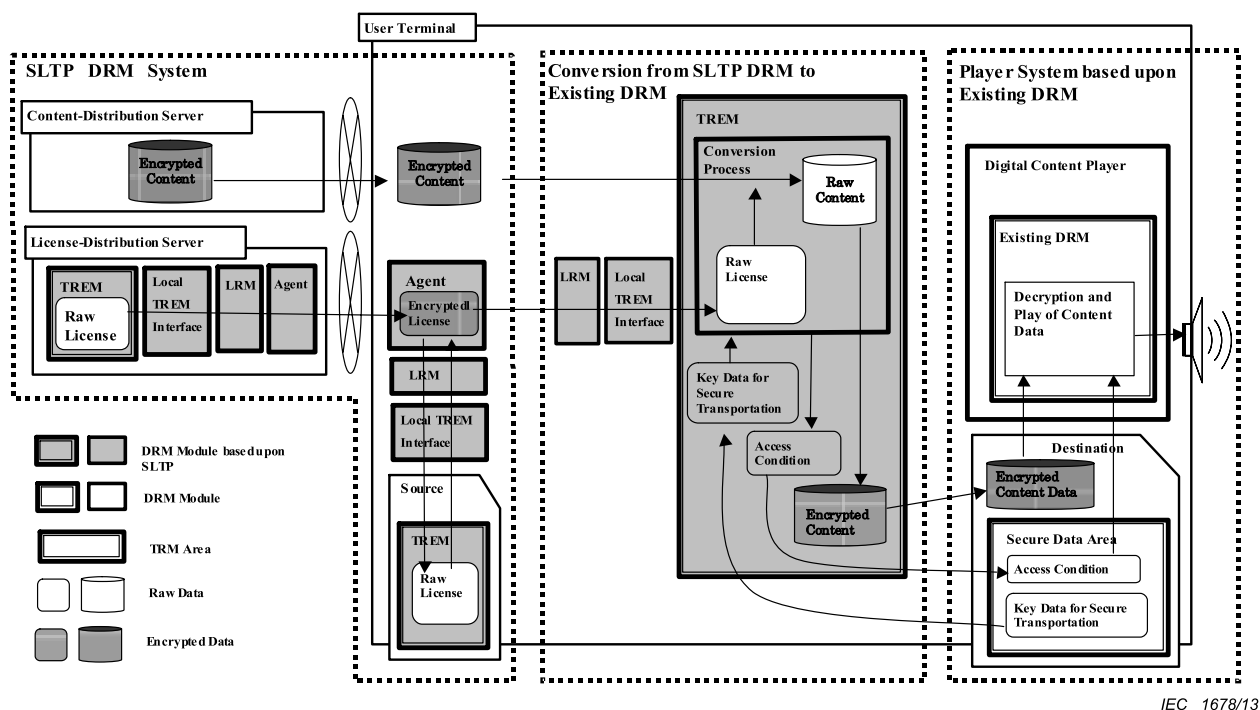 User Terminal
SLTP DRM System
Content-Distribution Server
Encrypted
Content
Encrypted
Content
License-Distribution Server
TREM
Raw
License
Local
TREM
Interface
LRM
Agent
Agent
Encryptedl
License
LRM
Local TREM
Interface
Source
TREM
Raw
License
DRM Module based upon
SLTP
DRM Module
TRM Area
Raw Data
Encrypted Data
Conversion from SLTP DRM to
Existing DRM
TREM
Conversion
Process
Raw
Content
Raw
License
LRM
Local
TREM
Interface
Key Data for
Secure
Transportation
Access
Condition
Encrypted
Content
Player System based upon
Existing DRM
Digital Content Player
Existing DRM
Decryption and
Play of Content
Data
Destination
Encrypted
Content Data
Secure Data Area
Access Condition
Key Data for Secure
Transportation
IEC 1678/13